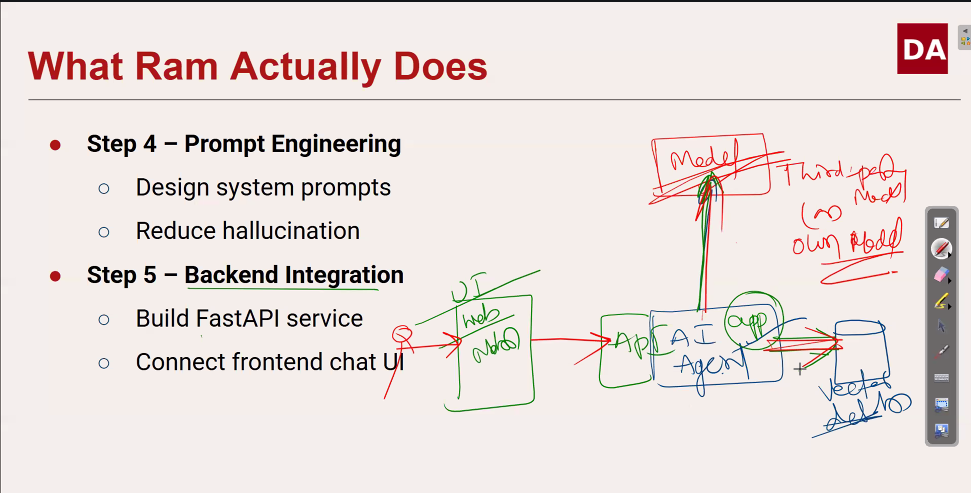 What Ram Actually Does
DA
Step 4 – Prompt Engineering
Design system prompts
Reduce hallucination
Step 5 – Backend Integration
Build FastAPI service
Connect frontend chat UI
Model
Third-party
Model
(or)
own Model
UI
web
API
AI
Agent
app
Vector